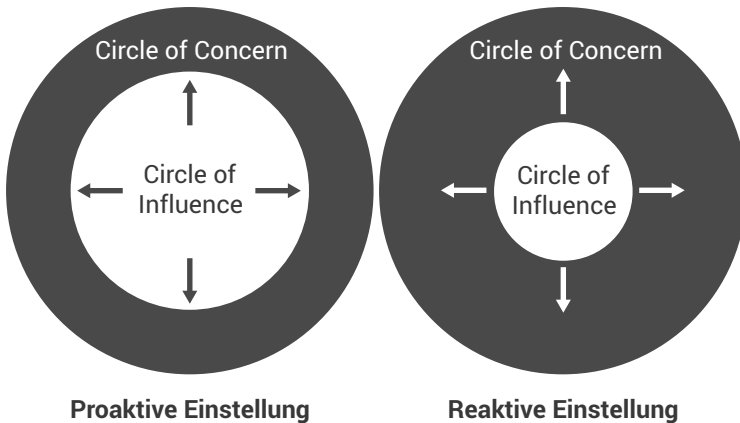 Circle of Concern
Circle of
Influence
Proaktive Einstellung
Circle of Concern
Circle of
Influence
Reaktive Einstellung